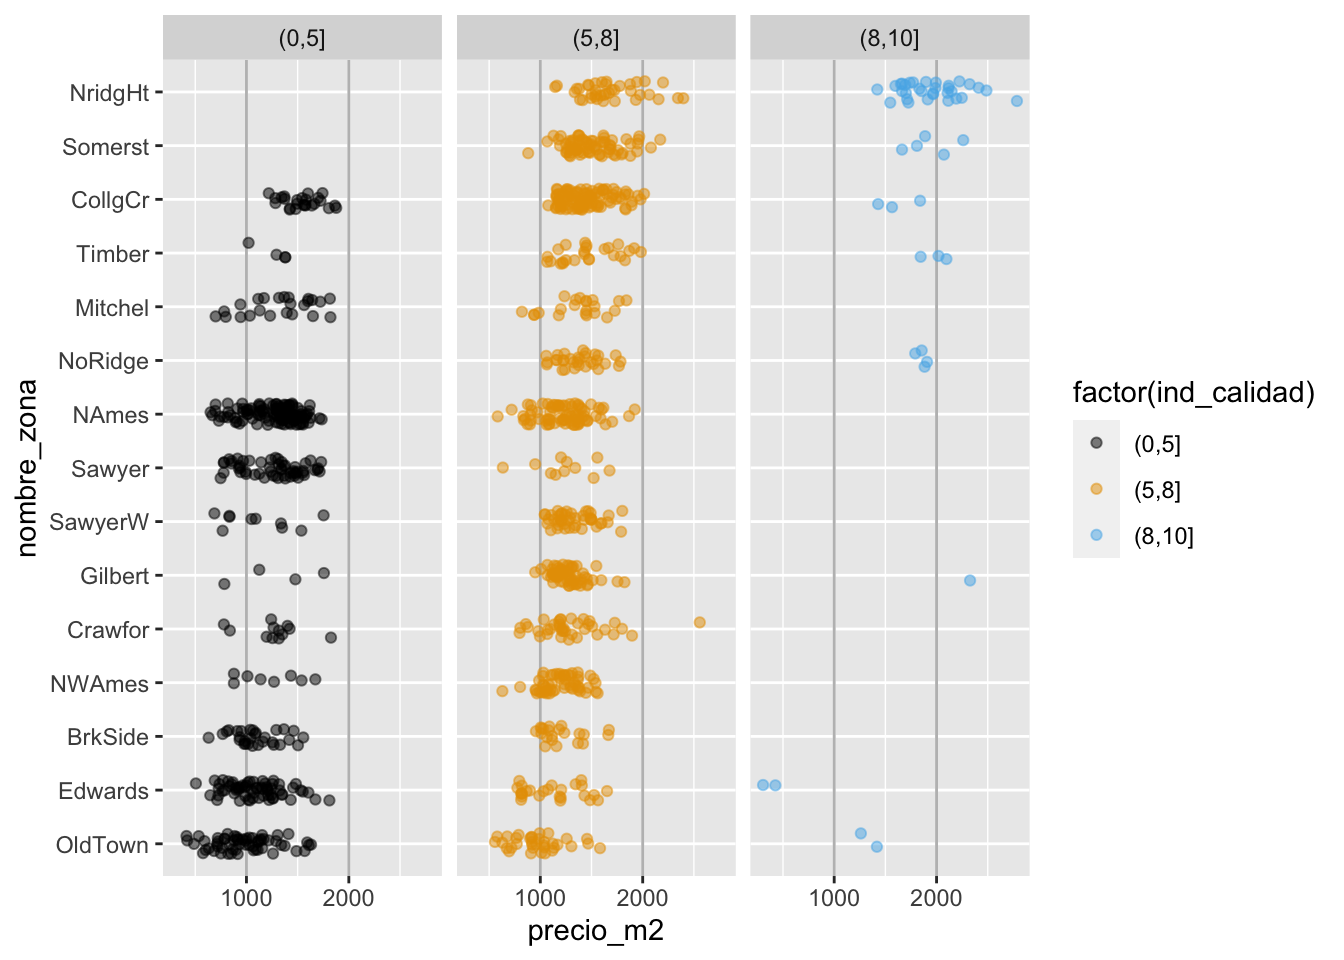 (0,5] (5,8] (8,10]
NridgHt
Somerst
CollgCr
Timber
Mitchel
NoRidge
NAmes
Sawyer
SawyerW
Gilbert
Crawfor
NWAmes
BrkSide
Edwards
OldTown
nombre_zona
1000 2000 1000 2000 1000 2000
precio_m2
factor(ind_calidad)
(0,5]
(5,8]
(8,10]